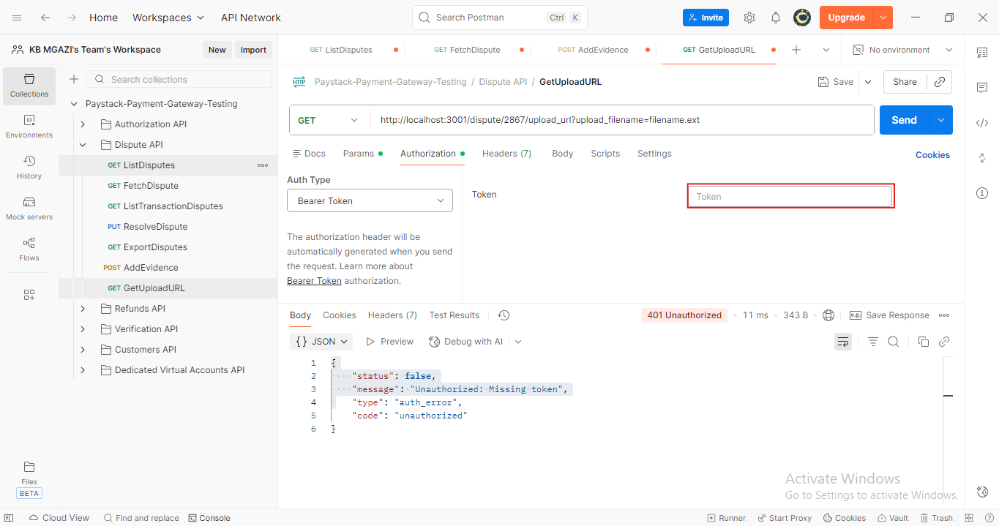 Home Workspaces API Network Search Postman Ctrl K Invite Upgrade
KB MGAZI's Team's Workspace New Import
GET ListDisputes GET FetchDispute POST AddEvidence GET GetUploadURL No environment
Collections
Environments
History
Mock servers
Flows
Files
BETA
Search collections
Paystack-Payment-Gateway-Testing
Authorization API
Dispute API
GET ListDisputes
GET FetchDispute
GET ListTransactionDisputes
PUT ResolveDispute
GET ExportDisputes
POST AddEvidence
GET GetUploadURL
Refunds API
Verification API
Customers API
Dedicated Virtual Accounts API
HTTP Paystack-Payment-Gateway-Testing / Dispute API / GetUploadURL Save Share
GET http://localhost:3001/dispute/2867/upload_url?upload_filename=filename.ext Send
Docs Params Authorization Headers (7) Body Scripts Settings Cookies
Auth Type
Bearer Token
The authorization header will be
automatically generated when you send
the request. Learn more about
Bearer Token authorization.
Token Token
Body Cookies Headers (7) Test Results 401 Unauthorized 11 ms 343 B e.g. Save Response
{} JSON Preview Debug with AI
1 {
2 "status": false,
3 "message": "Unauthorized: Missing token",
4 "type": "auth_error",
5 "code": "unauthorized"
6 }
Activate Windows
Go to Settings to activate Windows.
Cloud View Find and replace Console Runner Start Proxy Cookies Vault Trash